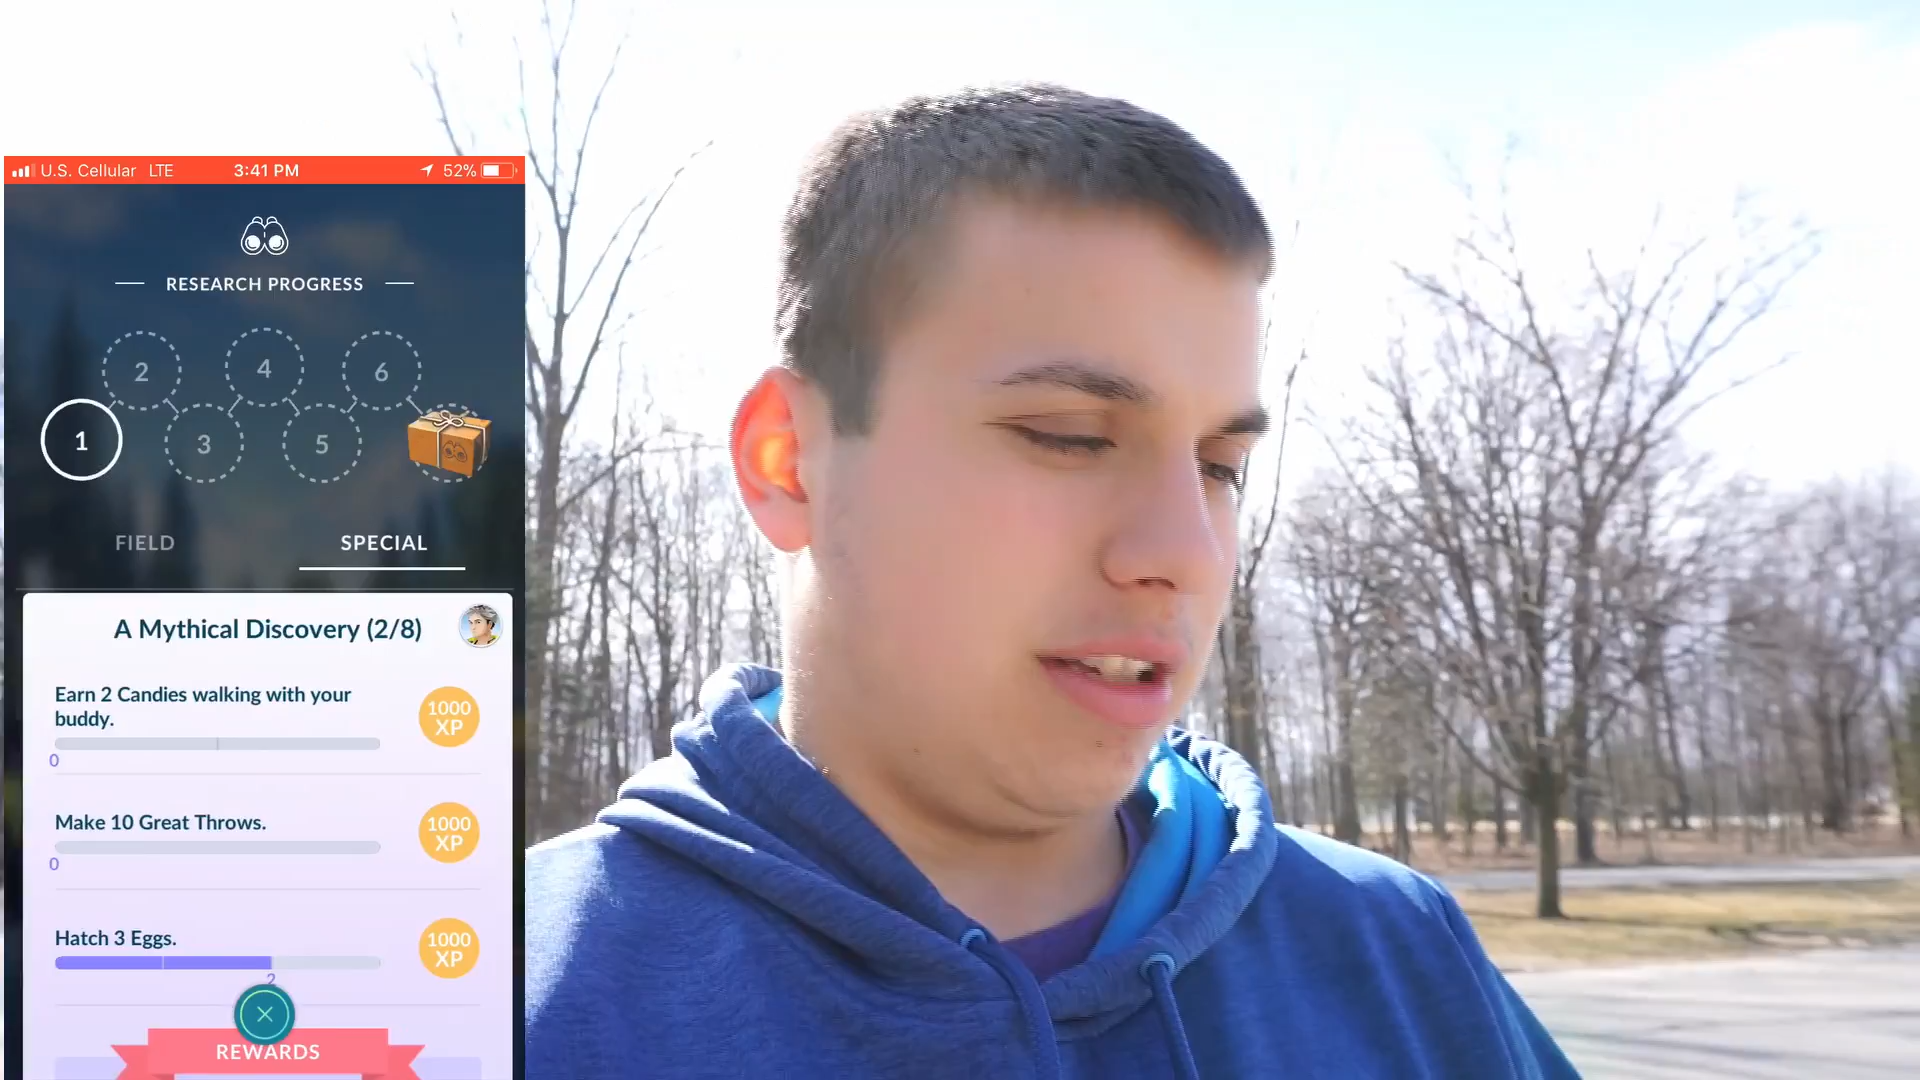 U.S. Cellular LTE 3:41 PM 52%
RESEARCH PROGRESS
2 4 6
1 3 5
FIELD SPECIAL
A Mythical Discovery (2/8)
Earn 2 Candies walking with your
buddy.
1000
XP
0
Make 10 Great Throws.
1000
XP
0
Hatch 3 Eggs.
1000
XP
2
REWARDS